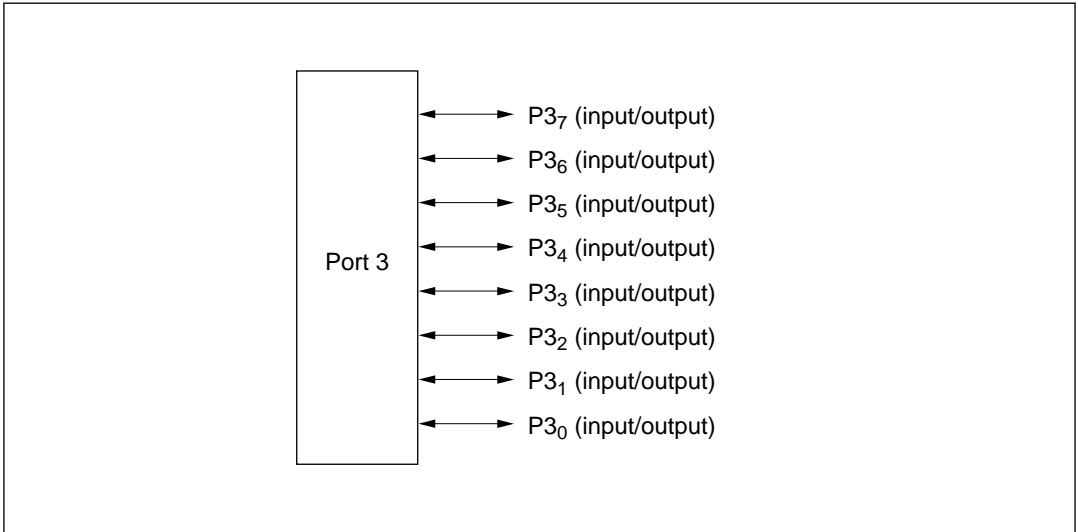 P3₇ (input/output)
P3₆ (input/output)
P3₅ (input/output)
Port 3
P3₄ (input/output)
P3₃ (input/output)
P3₂ (input/output)
P3₁ (input/output)
P3₀ (input/output)